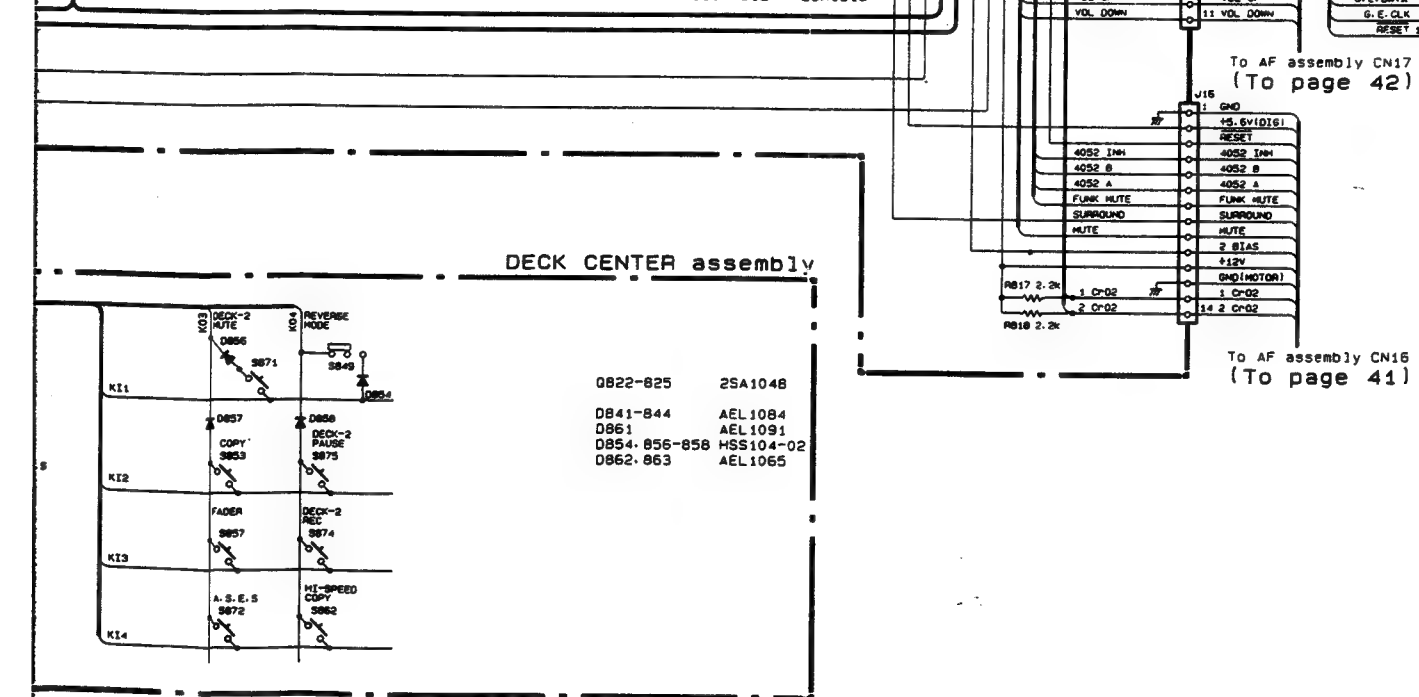 VOL DOWN
11 VOL DOWN
G.E.CLK
RESET
To AF assembly CN17
(To page 42)
J15
1 GND
+5.6V(DIG)
RESET
4052 INH
4052 INH
4052 B
4052 B
4052 A
4052 A
FUNK MUTE
FUNK MUTE
SURROUND
SURROUND
MUTE
MUTE
2 BIAS
+12V
GND(MOTOR)
R817 2.2k
1 CrO2
1 CrO2
2 CrO2
14 2 CrO2
R818 2.2k
To AF assembly CN16
(To page 41)
DECK CENTER assembly
KO3
DECK-2
MUTE
KO4
REVERSE
MODE
D856
S871
S849
D854
KI1
D857
D858
COPY
S853
DECK-2
PAUSE
S875
KI2
FADER
S857
DECK-2
REC
S874
KI3
A.S.E.S
S872
HI-SPEED
COPY
S862
KI4
S
Q822-825 2SA1048
D841-844 AEL1084
D861 AEL1091
D854,856-858 HSS104-02
D862,863 AEL1065